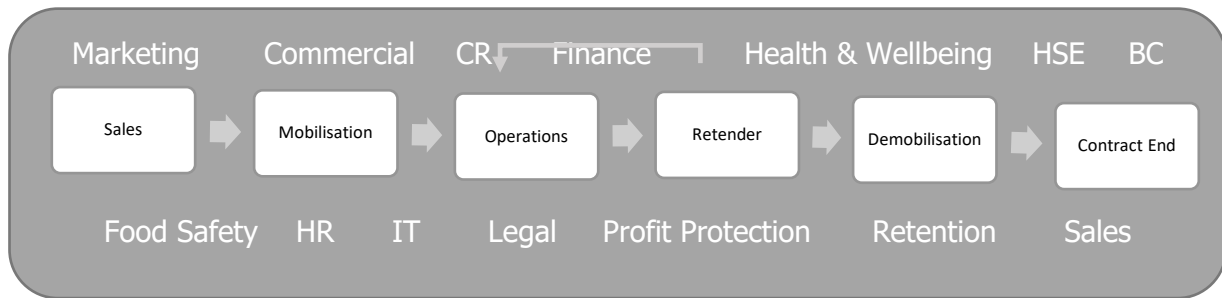 Marketing Commercial CR Finance Health & Wellbeing HSE BC
Sales Mobilisation Operations Retender Demobilisation Contract End
Food Safety HR IT Legal Profit Protection Retention Sales